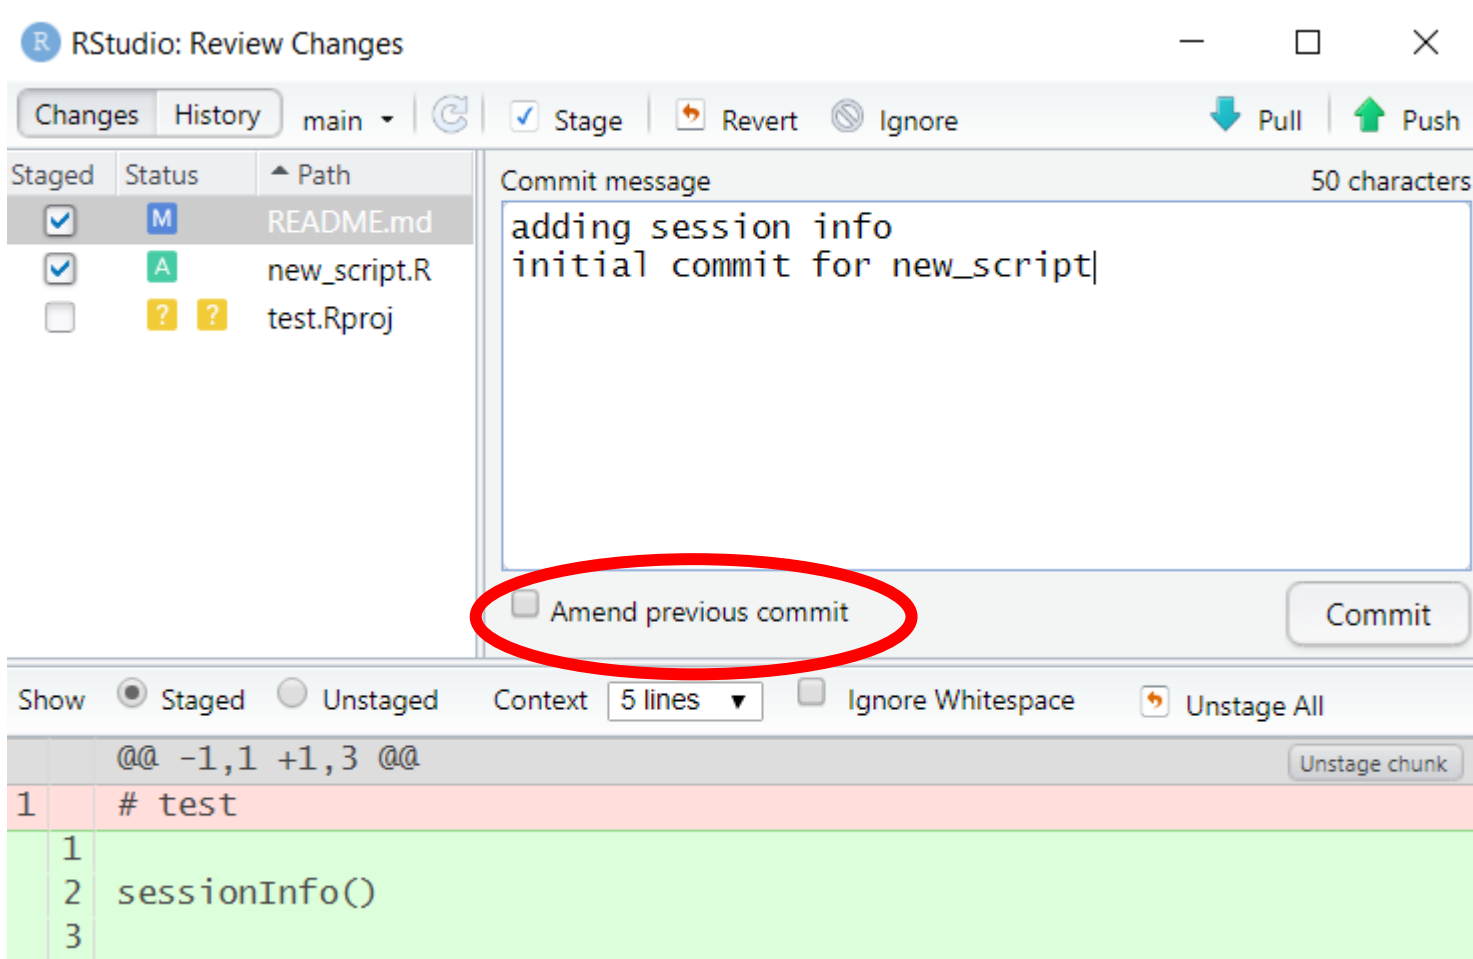 R RStudio: Review Changes
Changes History main Stage Revert Ignore Pull Push
Staged Status Path
M README.md
A new_script.R
? ? test.Rproj
Commit message 50 characters
adding session info
initial commit for new_script
Amend previous commit Commit
Show Staged Unstaged Context 5 lines Ignore Whitespace Unstage All
@@ -1,1 +1,3 @@ Unstage chunk
1 # test
1
2 sessionInfo()
3